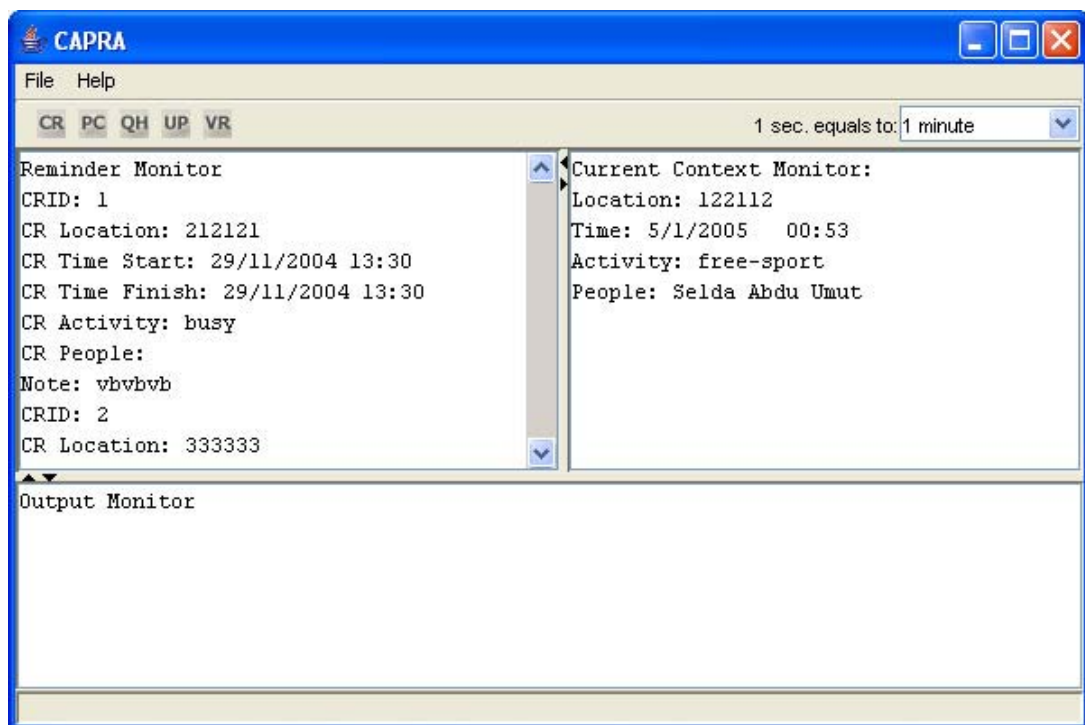 CAPRA
File Help
CR PC QH UP VR
1 sec. equals to: 1 minute
Reminder Monitor
CRID: 1
CR Location: 212121
CR Time Start: 29/11/2004 13:30
CR Time Finish: 29/11/2004 13:30
CR Activity: busy
CR People:
Note: vbvbvb
CRID: 2
CR Location: 333333
Current Context Monitor:
Location: 122112
Time: 5/1/2005 00:53
Activity: free-sport
People: Selda Abdu Umut
Output Monitor